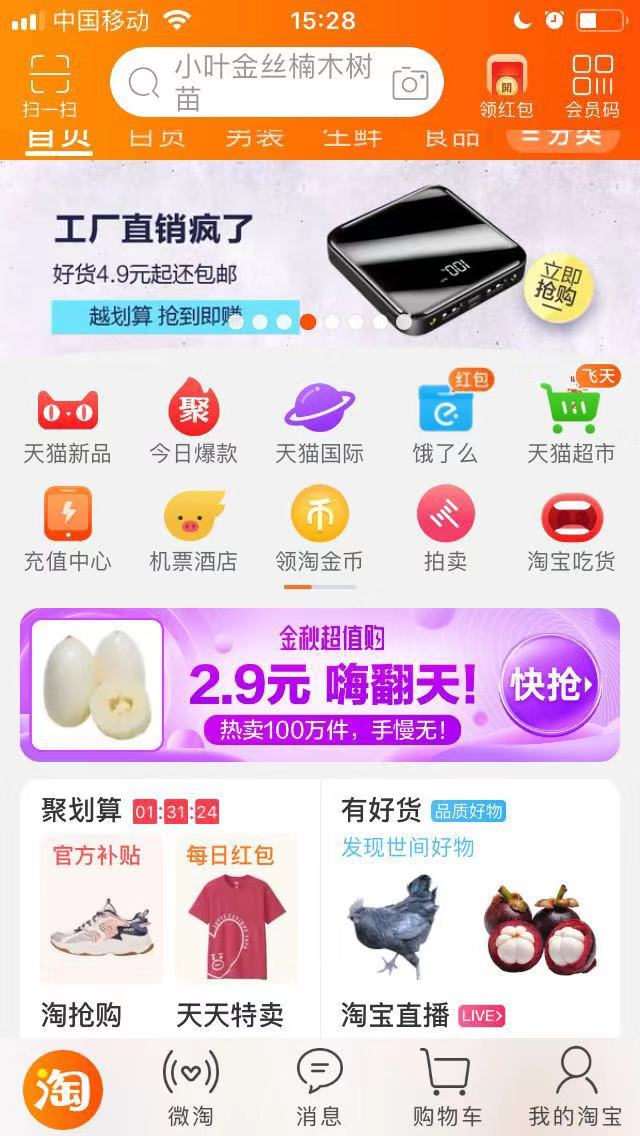 中国移动
15:28
扫一扫
小叶金丝楠木树
苗
開
领红包
会员码
首页
百货
男装
生鲜
食品
分类
工厂直销疯了
好货4.9元起还包邮
越划算 抢到即赚
立即
抢购
红包
飞天
聚
天猫新品
今日爆款
天猫国际
饿了么
天猫超市
币
充值中心
机票酒店
领淘金币
拍卖
淘宝吃货
金秋超值购
2.9元 嗨翻天!
热卖100万件，手慢无!
快抢
聚划算 01:31:24
有好货 品质好物
发现世间好物
官方补贴
每日红包
淘抢购
天天特卖
淘宝直播 LIVE
淘
微淘
消息
购物车
我的淘宝